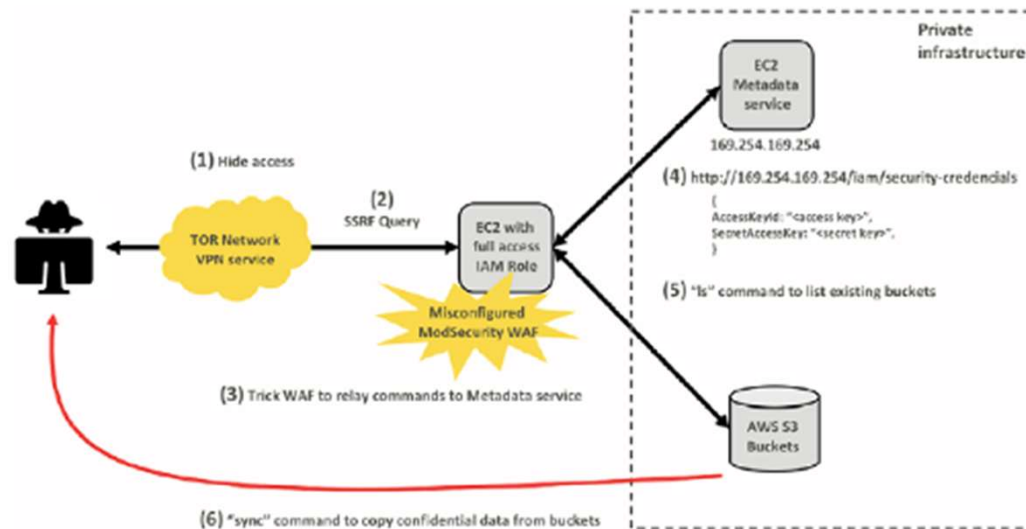 Private
infrastructure
EC2
Metadata
service
169.254.169.254
(1) Hide access
(2)
SSRF Query
(4) http://169.254.169.254/iam/security-credencials
{
AccessKeyId: "<access key>",
SecretAccessKey: "<secret key>",
}
TOR Network
VPN service
EC2 with
full access
IAM Role
Misconfigured
ModSecurity WAF
(5) "ls" command to list existing buckets
(3) Trick WAF to relay commands to Metadata service
AWS S3
Buckets
(6) "sync" command to copy confidential data from buckets